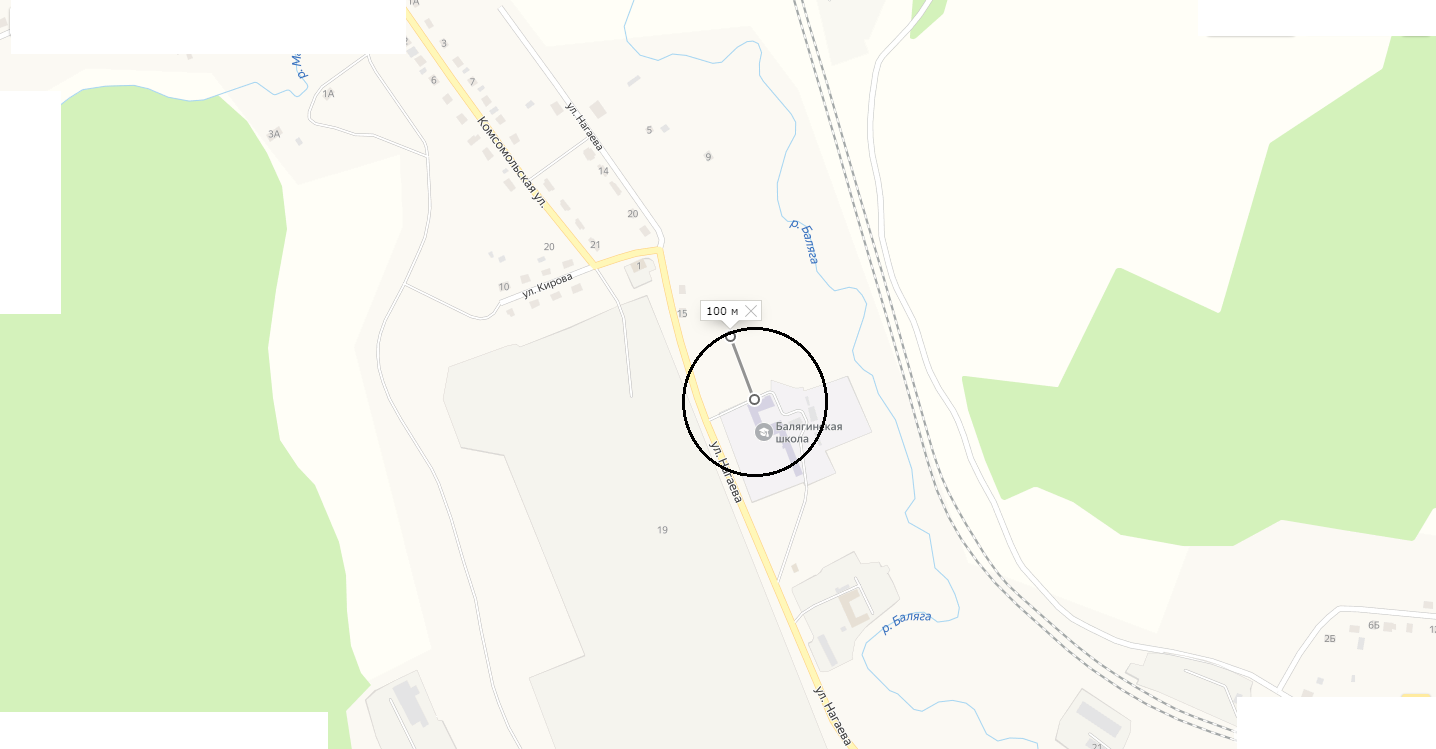 1А
3
6
7
р. М
1А
3А
ул. Нагаева
5
9
Комсомольская ул.
14
20
р. Баляга
21
20
1
10
ул. Кирова
15
100 м
Балягинская
школа
ул. Нагаева
19
р. Баляга
2Б
6Б
ул. Нагаева
21